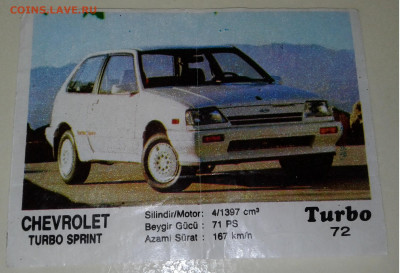 COINS.LAVE.RU
CHEVROLET
TURBO SPRINT
Silindir/Motor: 4/1397 cm³
Beygir Gücü : 71 PS
Azami Sürat : 167 km/h
Turbo
72